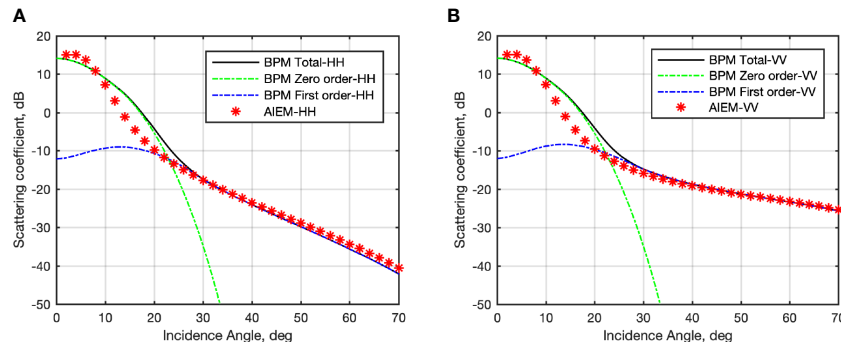 A
20
10
0
-10
-20
-30
-40
-50
Scattering coefficient, dB
BPM Total-HH
BPM Zero order-HH
BPM First order-HH
AIEM-HH
0 10 20 30 40 50 60 70
Incidence Angle, deg
B
20
10
0
-10
-20
-30
-40
-50
Scattering coefficient, dB
BPM Total-VV
BPM Zero order-VV
BPM First order-VV
AIEM-VV
0 10 20 30 40 50 60 70
Incidence Angle, deg